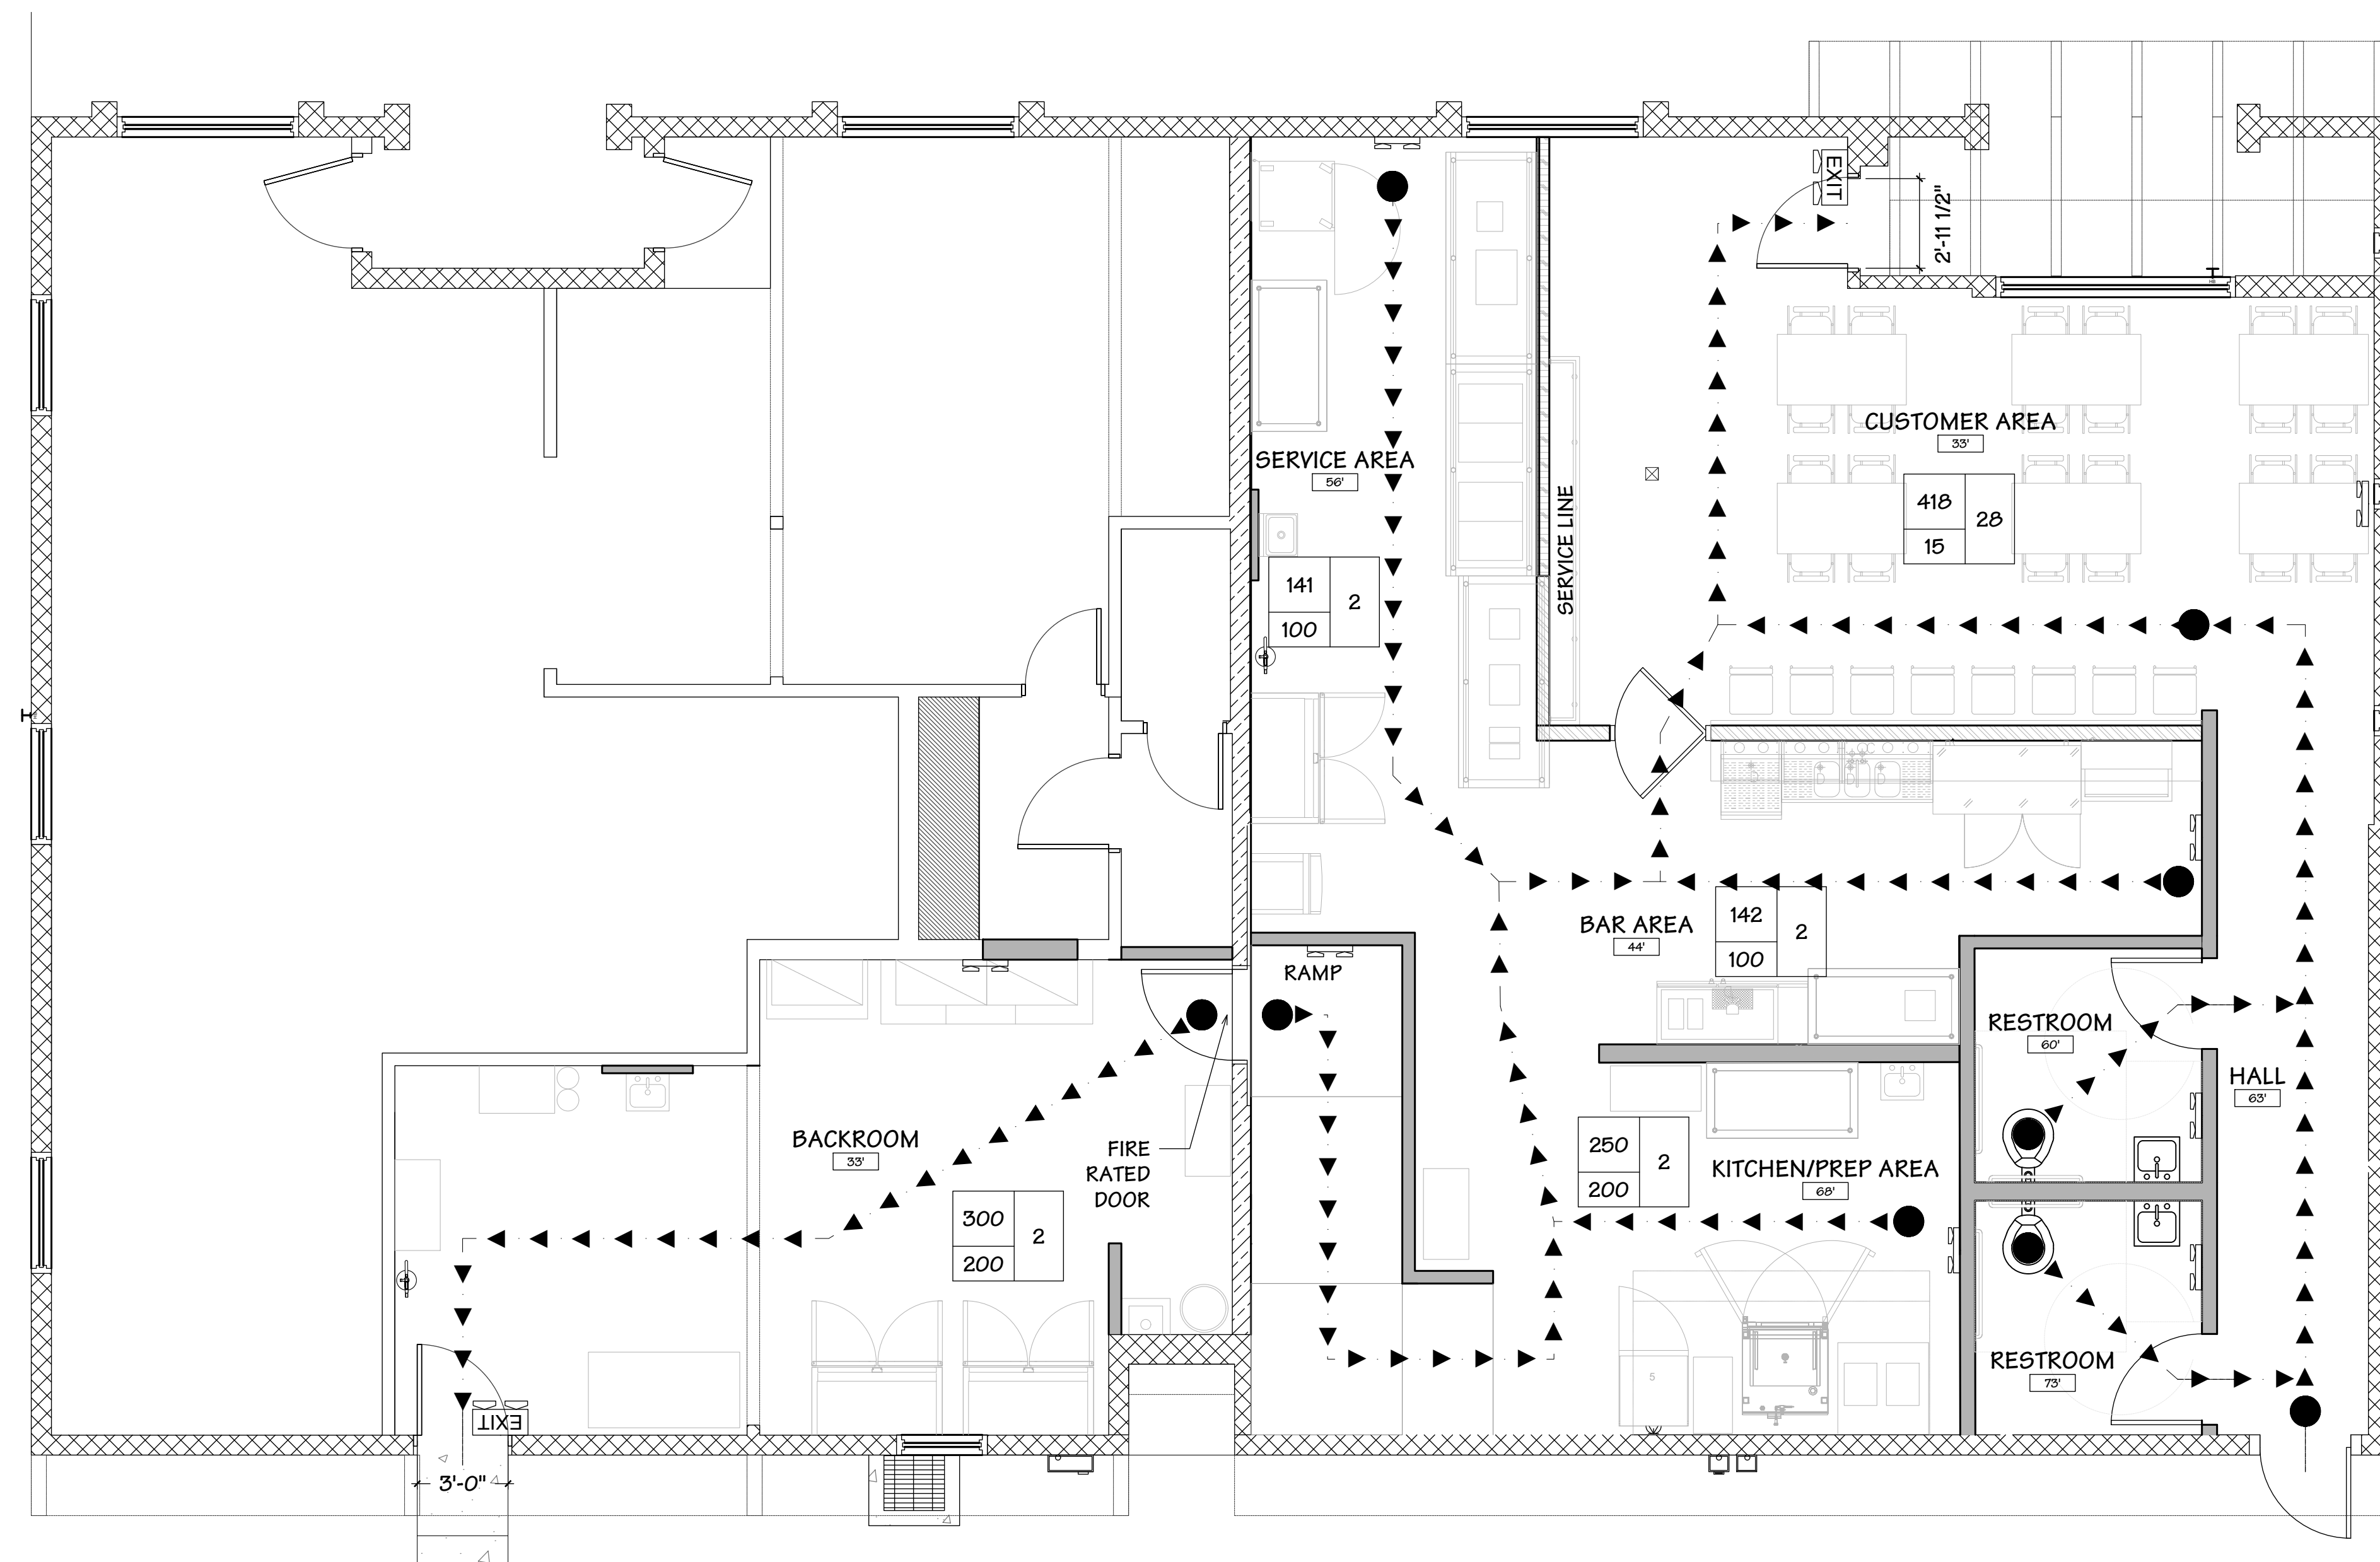 EXIT
2'-11 1/2"
CUSTOMER AREA
33'
418
28
15
SERVICE AREA
56'
SERVICE LINE
141
2
100
BAR AREA
44'
142
2
100
RAMP
RESTROOM
60'
HALL
63'
BACKROOM
33'
FIRE
RATED
DOOR
250
2
200
KITCHEN/PREP AREA
68'
300
2
200
RESTROOM
73'
5
EXIT
3'-0"